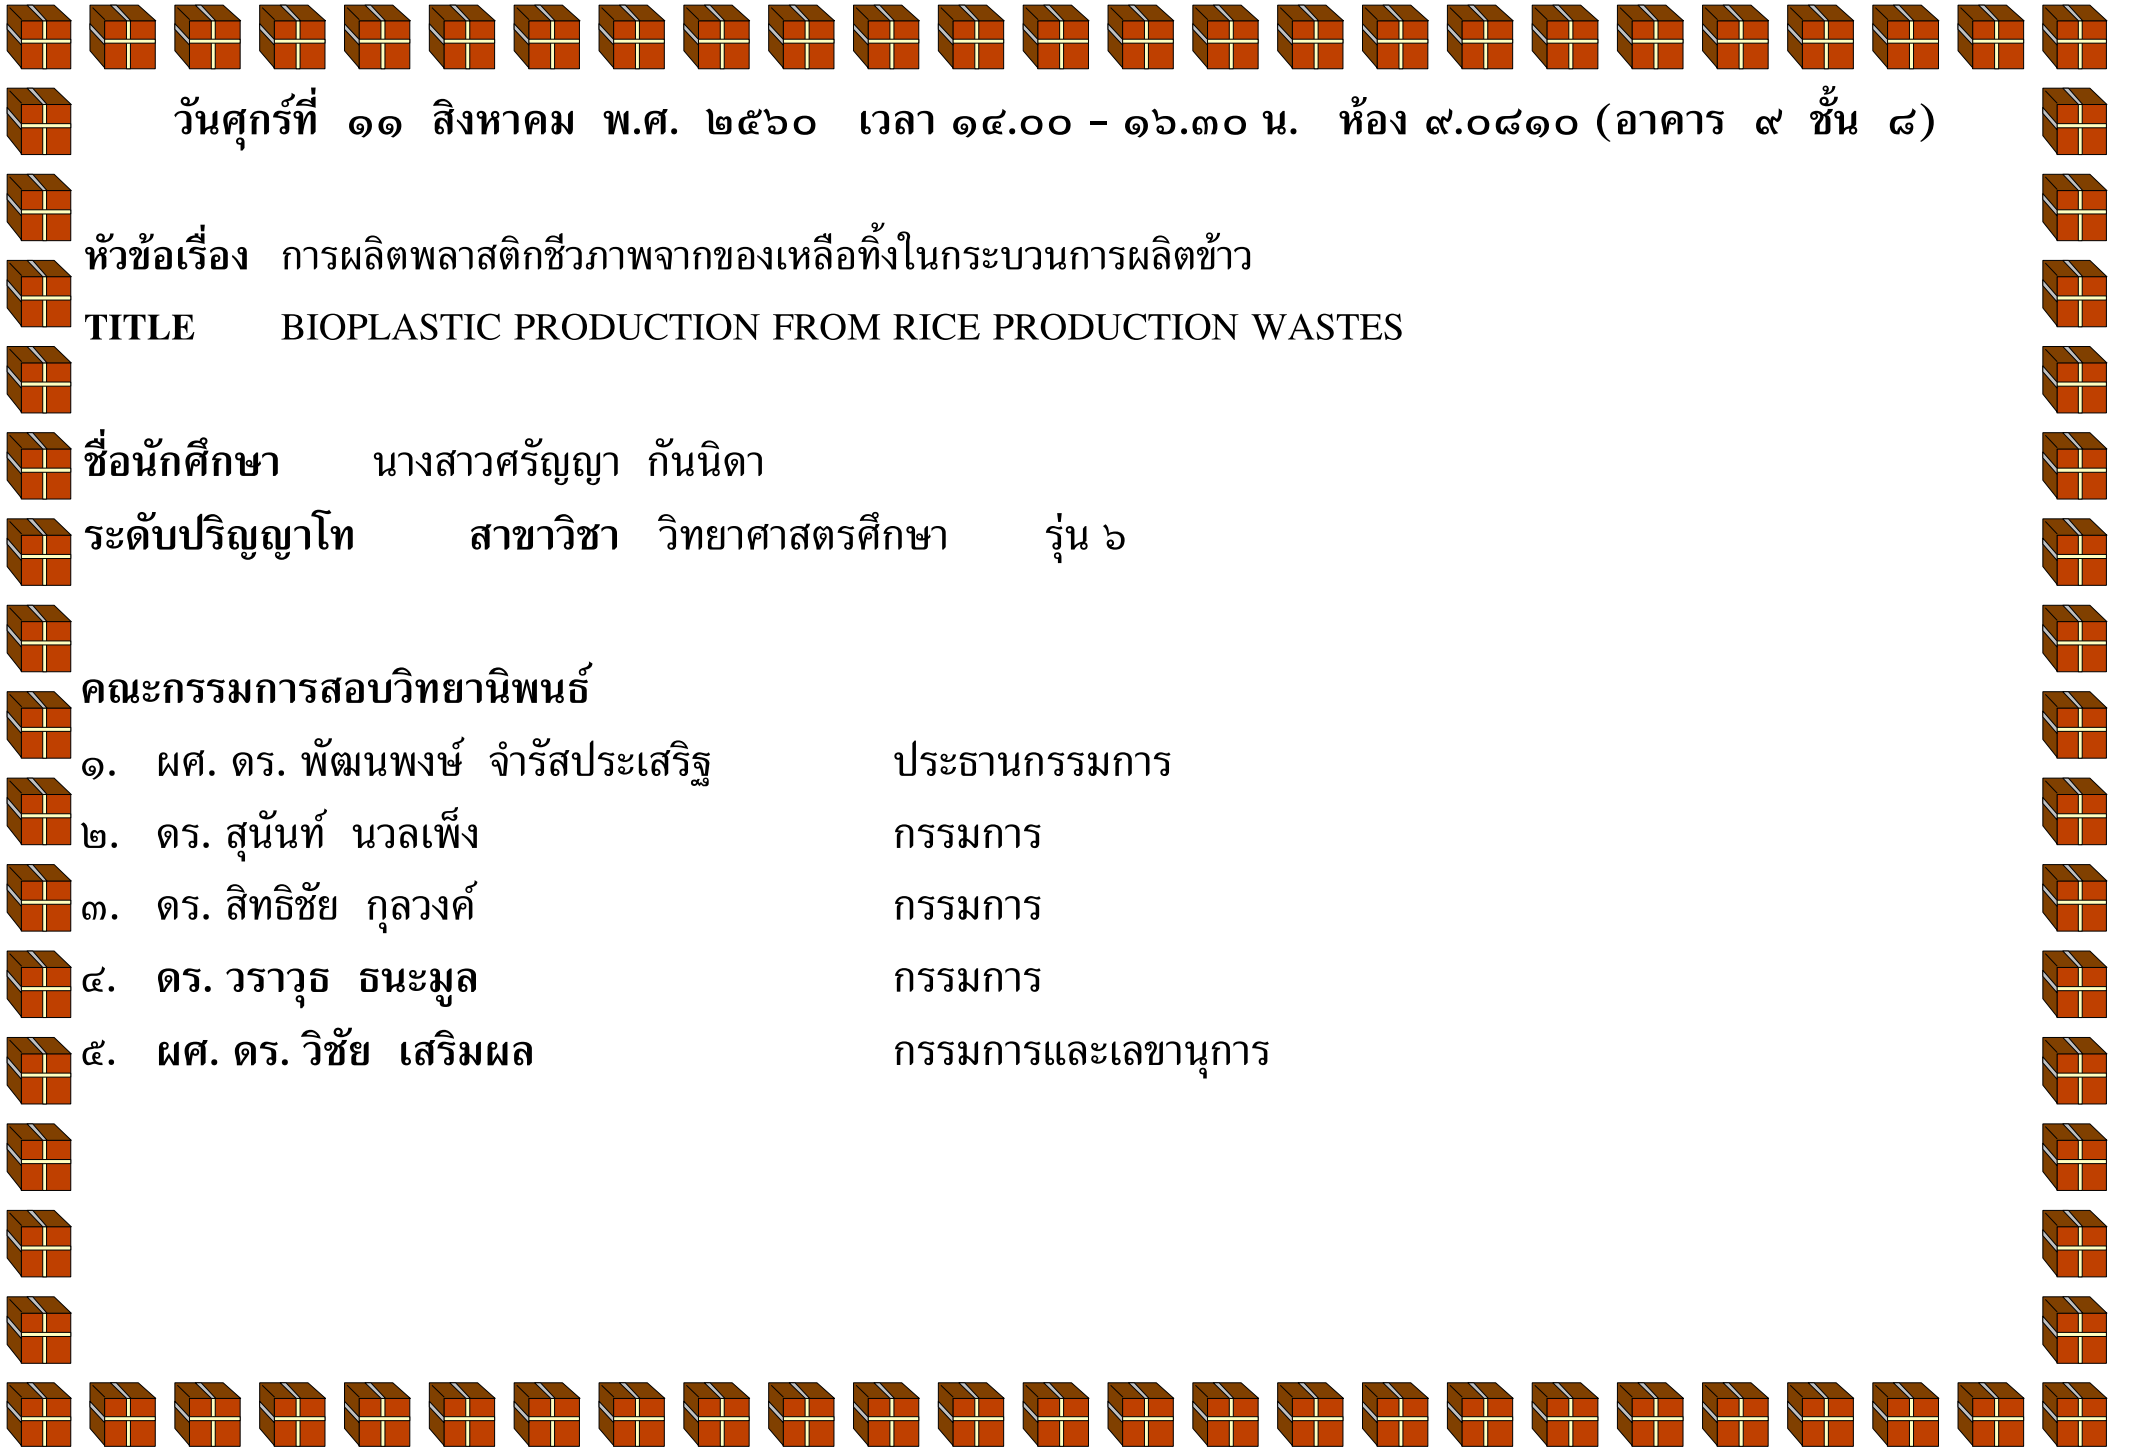 วันศุกร์ที่ ๑๑ สิงหาคม พ.ศ. ๒๕๖๐ เวลา ๑๔.๐๐ - ๑๖.๓๐ น. ห้อง ๙.๐๘๑๐ (อาคาร ๙ ชั้น ๘)
หัวข้อเรื่อง การผลิตพลาสติกชีวภาพจากของเหลือทิ้งในกระบวนการผลิตข้าว
TITLE BIOPLASTIC PRODUCTION FROM RICE PRODUCTION WASTES
ชื่อนักศึกษา นางสาวศรัญญา กันนิดา
ระดับปริญญาโท สาขาวิชา วิทยาศาสตรศึกษา รุ่น ๖
คณะกรรมการสอบวิทยานิพนธ์
๑. ผศ. ดร. พัฒนพงษ์ จำรัสประเสริฐ ประธานกรรมการ
๒. ดร. สุนันท์ นวลเพ็ง กรรมการ
๓. ดร. สิทธิชัย กุลวงค์ กรรมการ
๔. ดร. วราวุธ ธนะมูล กรรมการ
๕. ผศ. ดร. วิชัย เสริมผล กรรมการและเลขานุการ